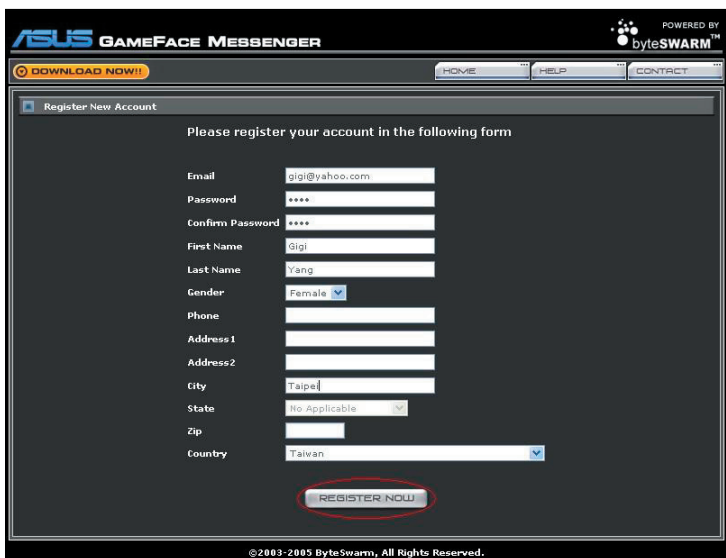 ASUS GAMEFACE MESSENGER
POWERED BY
byteSWARM™
DOWNLOAD NOW!!
HOME
HELP
CONTACT
Register New Account
Please register your account in the following form
Email gigi@yahoo.com
Password ••••
Confirm Password ••••
First Name Gigi
Last Name Yang
Gender Female
Phone
Address1
Address2
City Taipei
State No Applicable
Zip
Country Taiwan
REGISTER NOW
©2003-2005 ByteSwarm, All Rights Reserved.